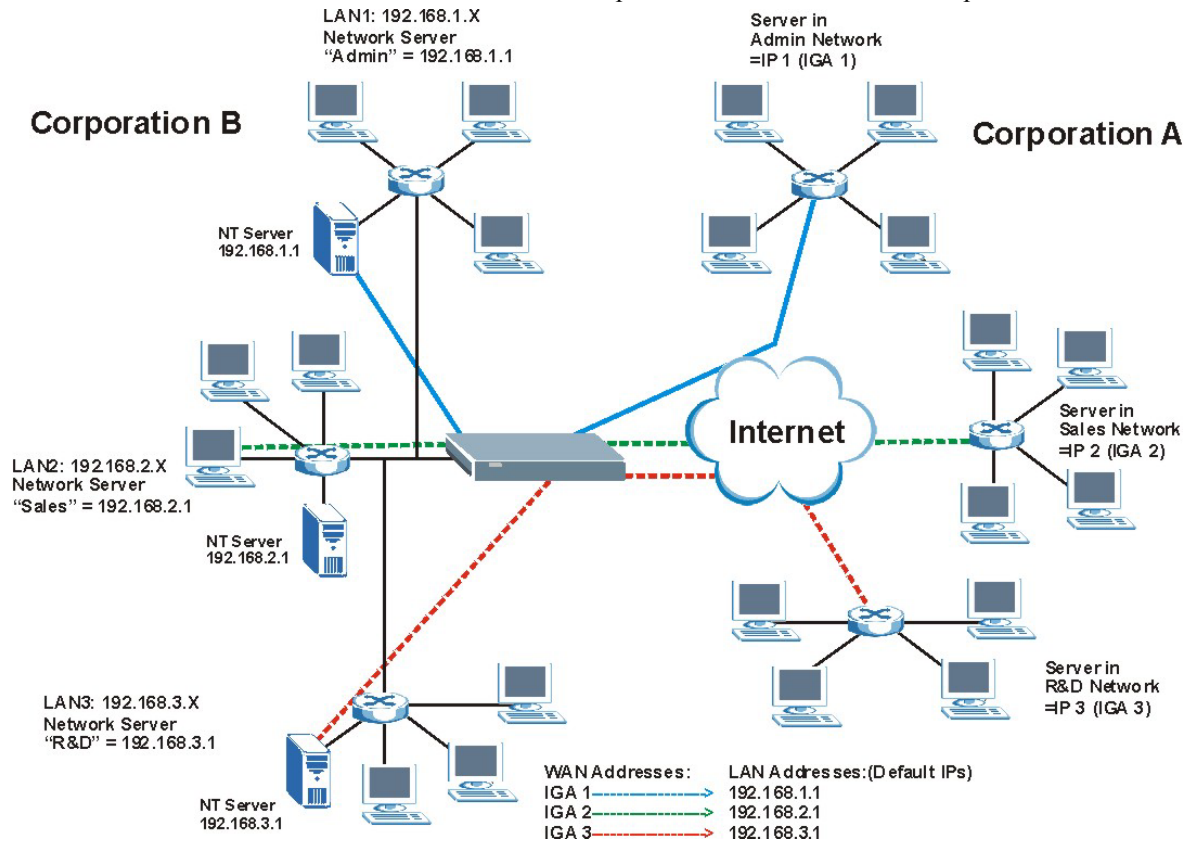 LAN1: 192.168.1.X
Network Server
“Admin” = 192.168.1.1
Server in
Admin Network
=IP 1 (IGA 1)
Corporation B
Corporation A
NT Server
192.168.1.1
Internet
Server in
Sales Network
=IP 2 (IGA 2)
LAN2: 192.168.2.X
Network Server
“Sales” = 192.168.2.1
NT Server
192.168.2.1
LAN3: 192.168.3.X
Network Server
“R&D” = 192.168.3.1
Server in
R&D Network
=IP 3 (IGA 3)
NT Server
192.168.3.1
WAN Addresses: LAN Addresses:(Default IPs)
IGA 1 192.168.1.1
IGA 2 192.168.2.1
IGA 3 192.168.3.1